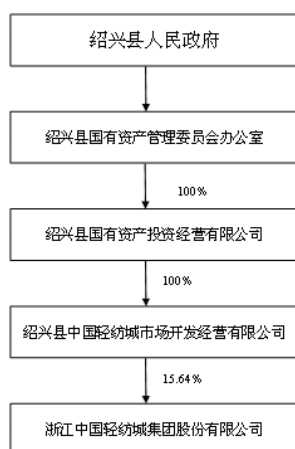 绍兴县人民政府
绍兴县国有资产管理委员会办公室
100%
绍兴县国有资产投资经营有限公司
100%
绍兴县中国轻纺城市场开发经营有限公司
15.64%
浙江中国轻纺城集团股份有限公司